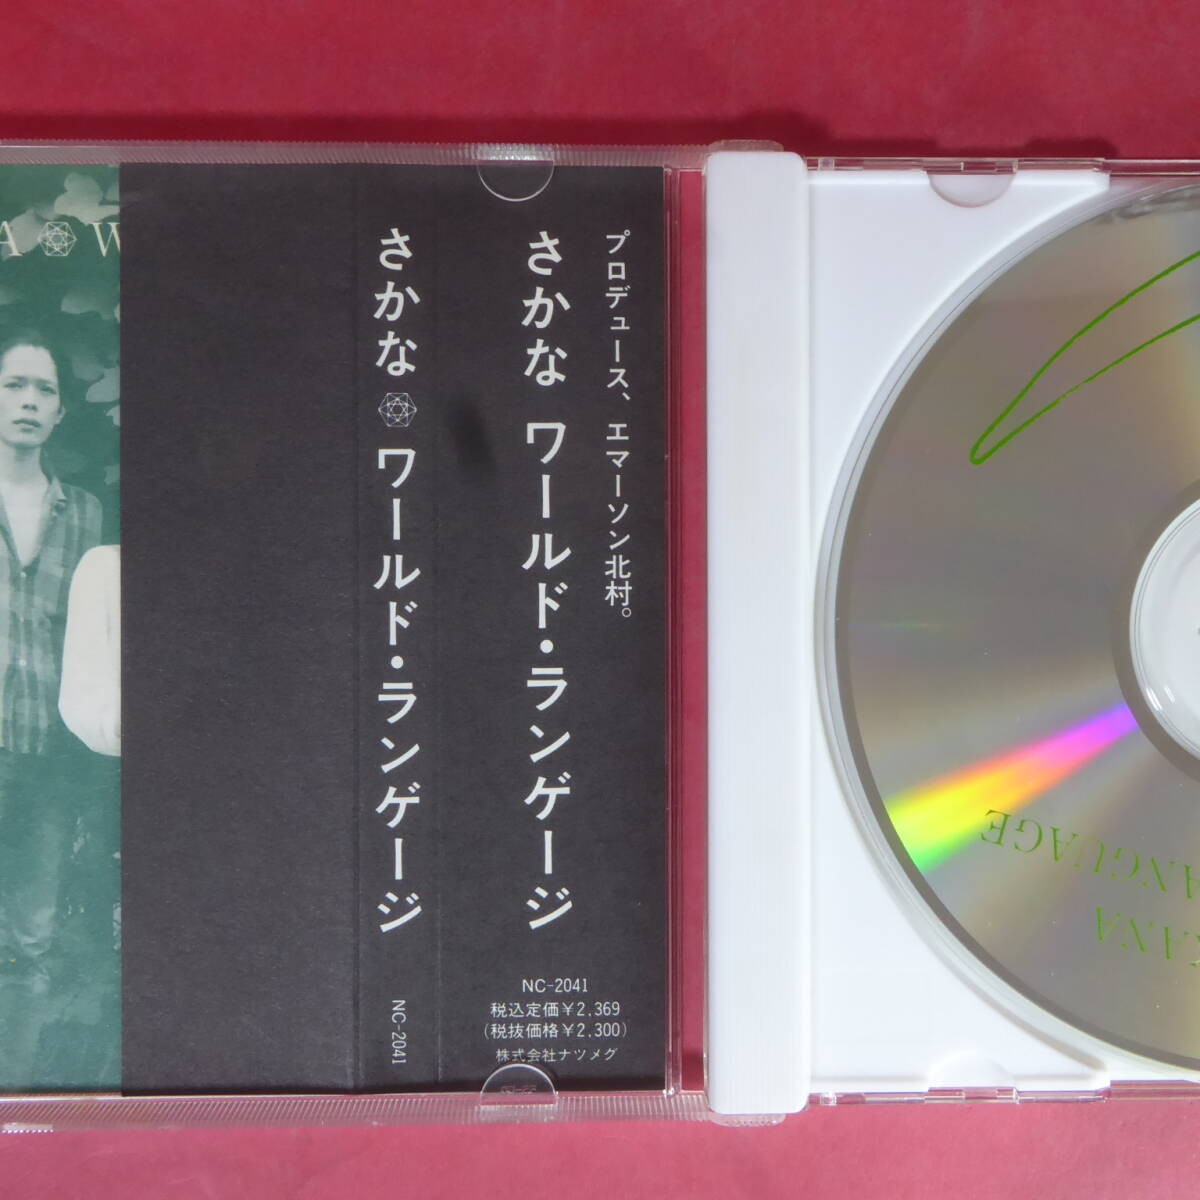 プロデュース、エマーソン北村。
さかな ワールド・ランゲージ
NC-2041
税込定価¥2,369
(税抜価格¥2,300)
株式会社ナツメグ
さかな ワールド・ランゲージ
NC-2041
A W
KANA
ANGUAGE